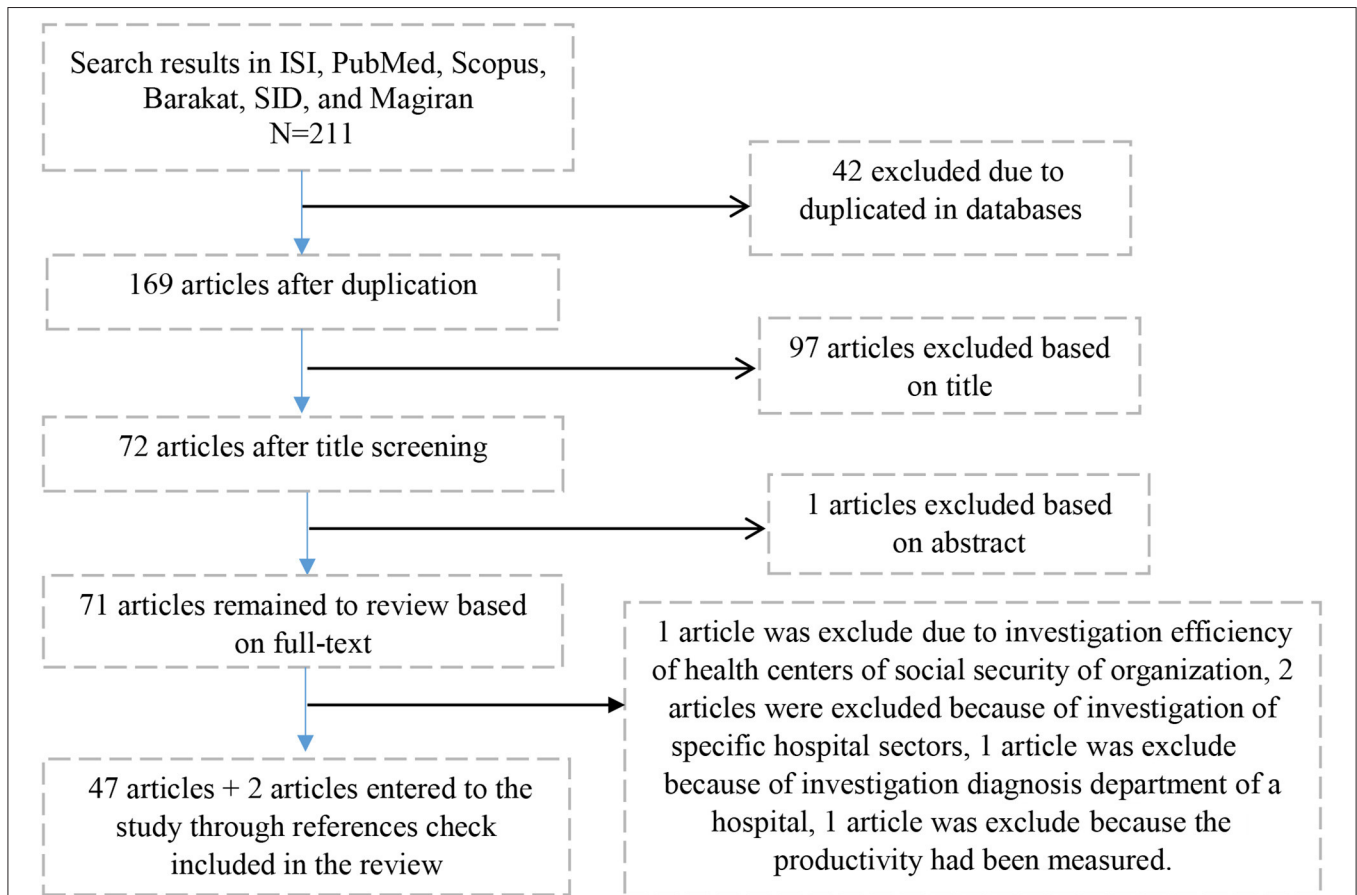 Search results in ISI, PubMed, Scopus,
Barakat, SID, and Magiran
N=211
42 excluded due to
duplicated in databases
169 articles after duplication
97 articles excluded based
on title
72 articles after title screening
1 articles excluded based
on abstract
71 articles remained to review based
on full-text
1 article was exclude due to investigation efficiency
of health centers of social security of organization, 2
articles were excluded because of investigation of
specific hospital sectors, 1 article was exclude
because of investigation diagnosis department of a
hospital, 1 article was exclude because the
productivity had been measured.
47 articles + 2 articles entered to the
study through references check
included in the review